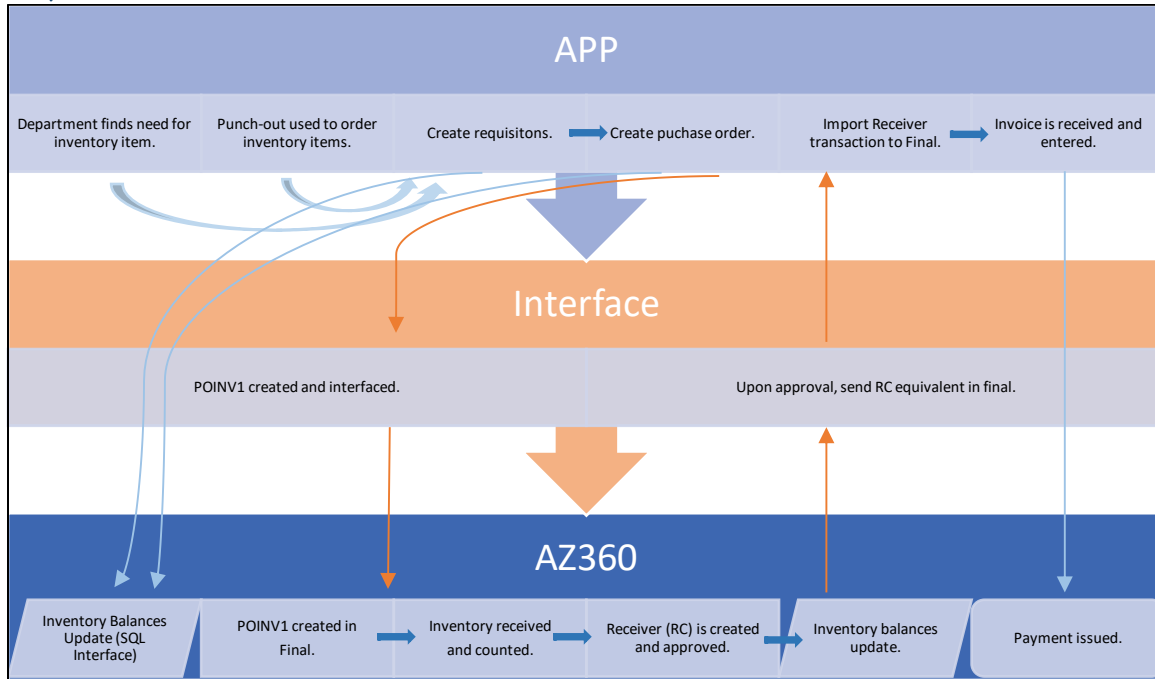 APP
Department finds need for
inventory item.
Punch-out used to order
inventory items.
Create requisitons.
Create puchase order.
Import Receiver
transaction to Final.
Invoice is received and
entered.
Interface
POINV1 created and interfaced.
Upon approval, send RC equivalent in final.
AZ360
Inventory Balances
Update (SQL
Interface)
POINV1 created in
Final.
Inventory received
and counted.
Receiver (RC) is created
and approved.
Inventory balances
update.
Payment issued.